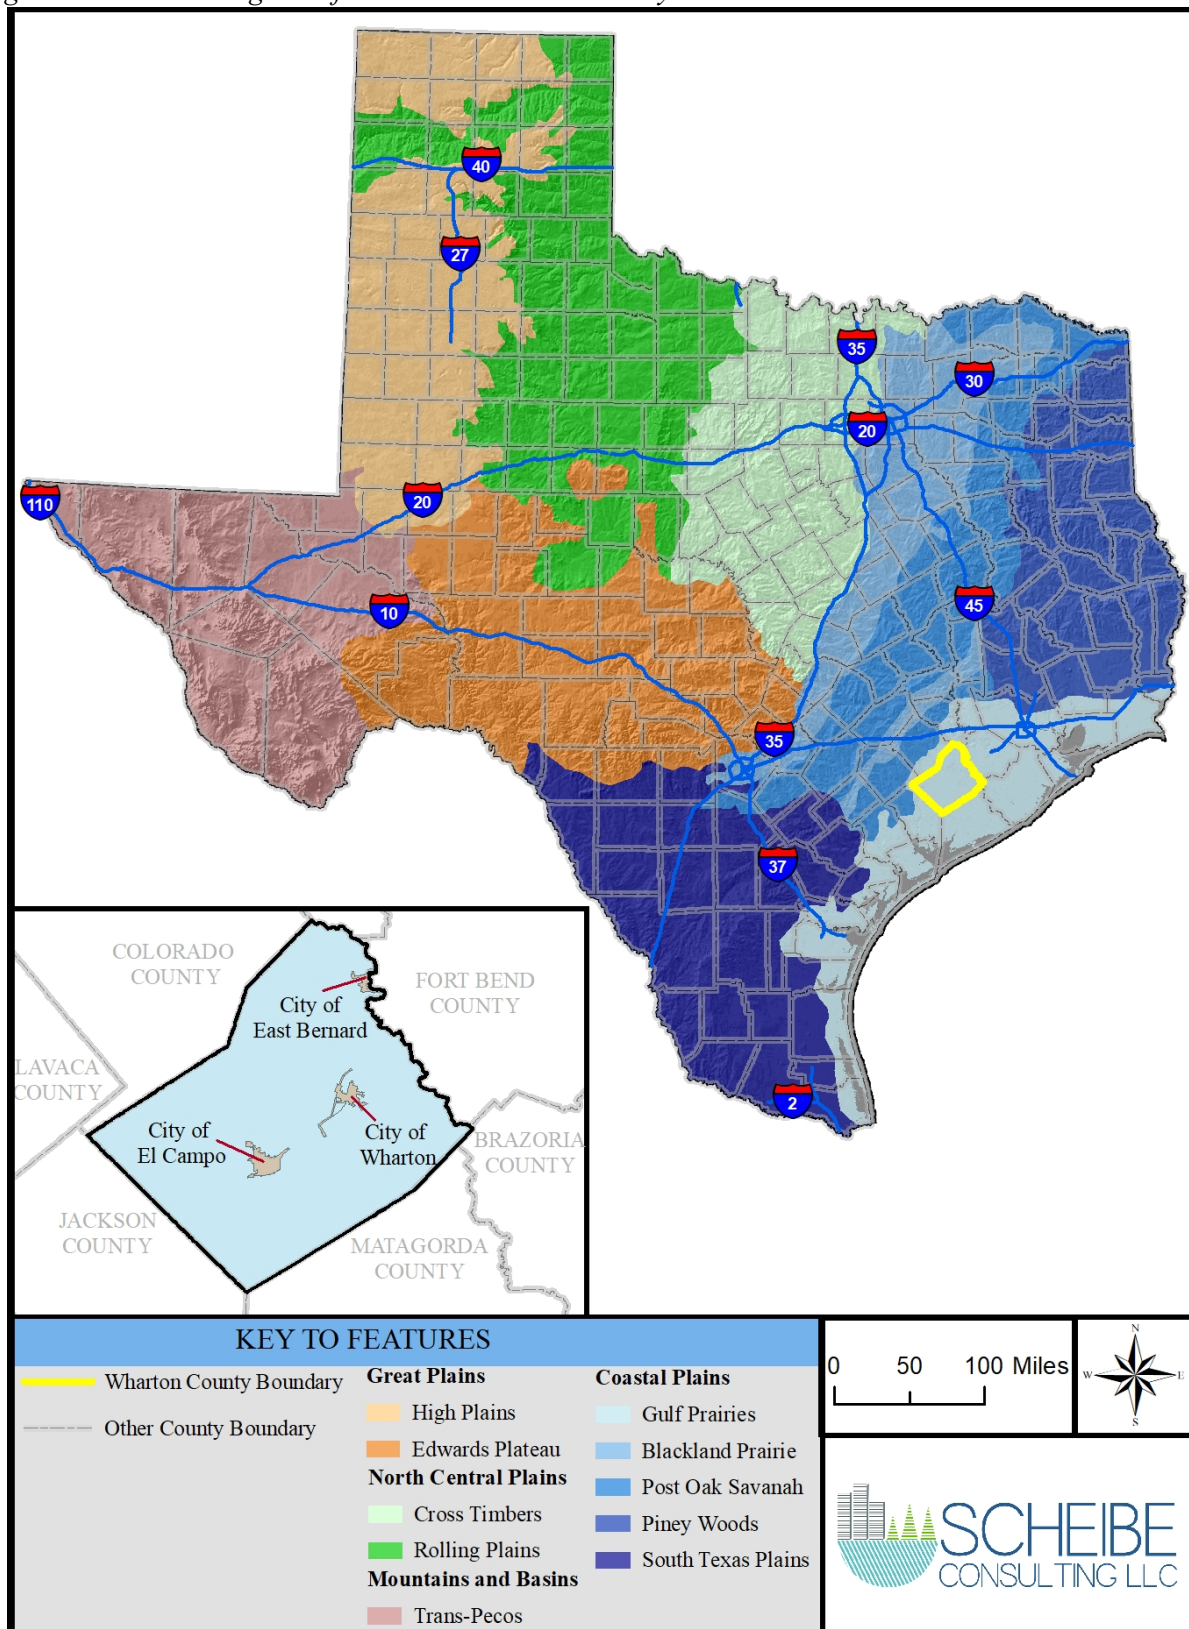 40
27
35
30
20
110
20
10
45
35
37
2
COLORADO
COUNTY
FORT BEND
COUNTY
City of
East Bernard
LAVACA
COUNTY
City of
El Campo
City of
Wharton
BRAZORIA
COUNTY
JACKSON
COUNTY
MATAGORDA
COUNTY
KEY TO FEATURES
Wharton County Boundary
Other County Boundary
Great Plains
High Plains
Edwards Plateau
North Central Plains
Cross Timbers
Rolling Plains
Mountains and Basins
Trans-Pecos
Coastal Plains
Gulf Prairies
Blackland Prairie
Post Oak Savanah
Piney Woods
South Texas Plains
0 50 100 Miles
N
W E
S
SCHEIBE
CONSULTING LLC